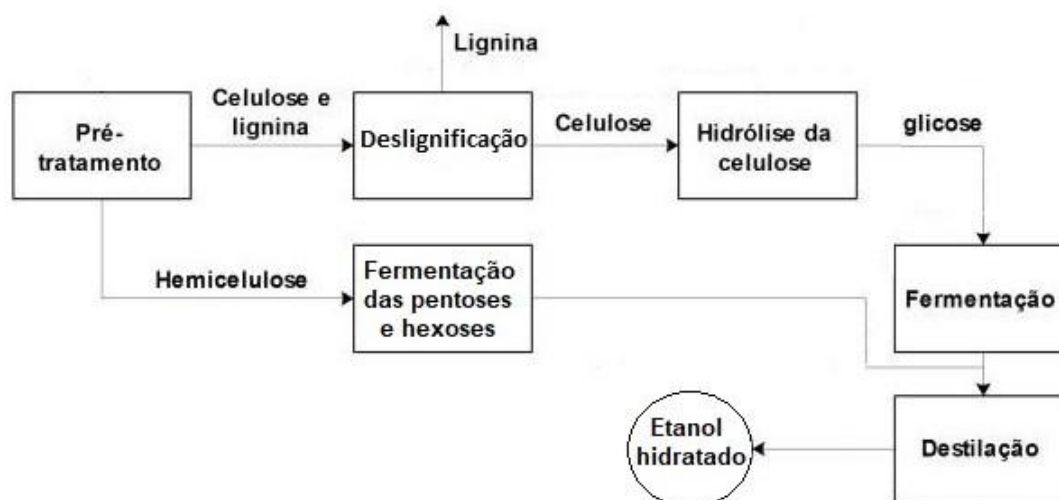 Lignina
Celulose e
lignina
Pré-
tratamento
Deslignificação
Celulose
Hidrólise da
celulose
glicose
Hemicelulose
Fermentação
das pentoses
e hexoses
Fermentação
Etanol
hidratado
Destilação